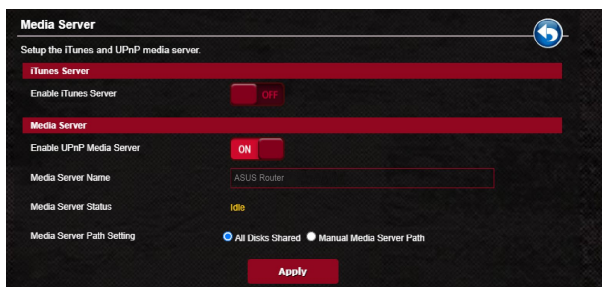 Media Server
Setup the iTunes and UPnP media server.
iTunes Server
Enable iTunes Server OFF
Media Server
Enable UPnP Media Server ON
Media Server Name ASUS Router
Media Server Status Idle
Media Server Path Setting All Disks Shared Manual Media Server Path
Apply